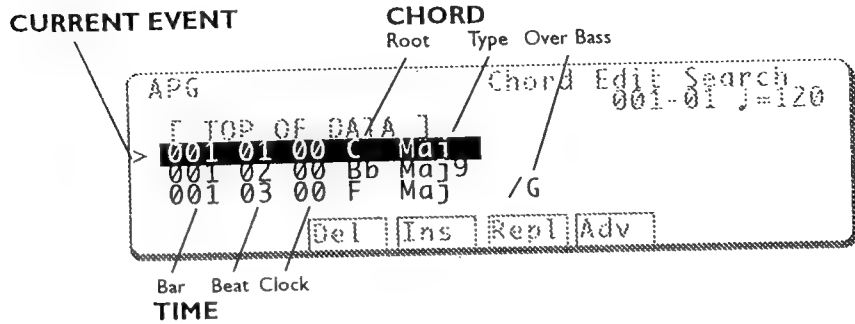 CURRENT EVENT
CHORD
Root Type Over Bass
APG Chord Edit Search
001-01 ♩=120
[ TOP OF DATA ]
> 001 01 00 C Maj
001 02 00 Bb Maj9
001 03 00 F Maj /G
Del Ins Repl Adv
Bar Beat Clock
TIME